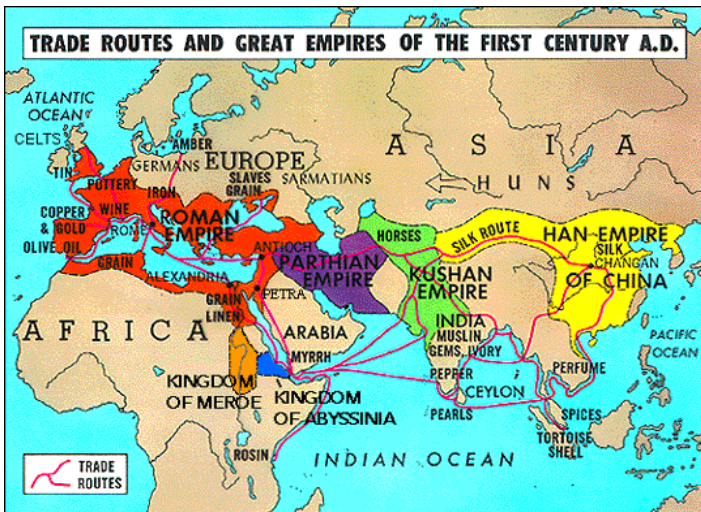 TRADE ROUTES AND GREAT EMPIRES OF THE FIRST CENTURY A.D.
ATLANTIC
OCEAN
CELTS
AMBER
TIN
GERMANS
EUROPE
ASIA
SLAVES
GRAIN
SARMATIANS
HUNS
POTTERY
IRON
WINE
COPPER
& GOLD
ROME
ROMAN
EMPIRE
OLIVE OIL
HORSES
SILK ROUTE
HAN EMPIRE
OF CHINA
SILK
CHANGAN
ANTIOCH
PARTHIAN
EMPIRE
KUSHAN
EMPIRE
GRAIN
ALEXANDRIA
PETRA
GRAIN
LINEN
AFRICA
ARABIA
MYRRH
INDIA
MUSLIN
GEMS, IVORY
PACIFIC
OCEAN
KINGDOM
OF MEROE
KINGDOM
OF ABYSSINIA
PEPPER
CEYLON
PEARLS
PERFUME
SPICES
TORTOISE
SHELL
ROSIN
INDIAN OCEAN
TRADE
ROUTES